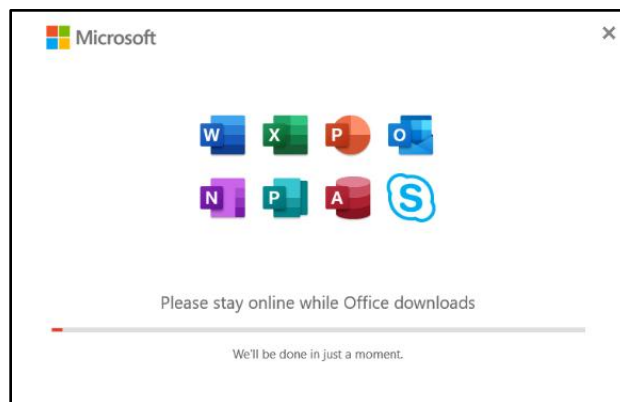 Microsoft
W X P O
N P A S
Please stay online while Office downloads
We'll be done in just a moment.